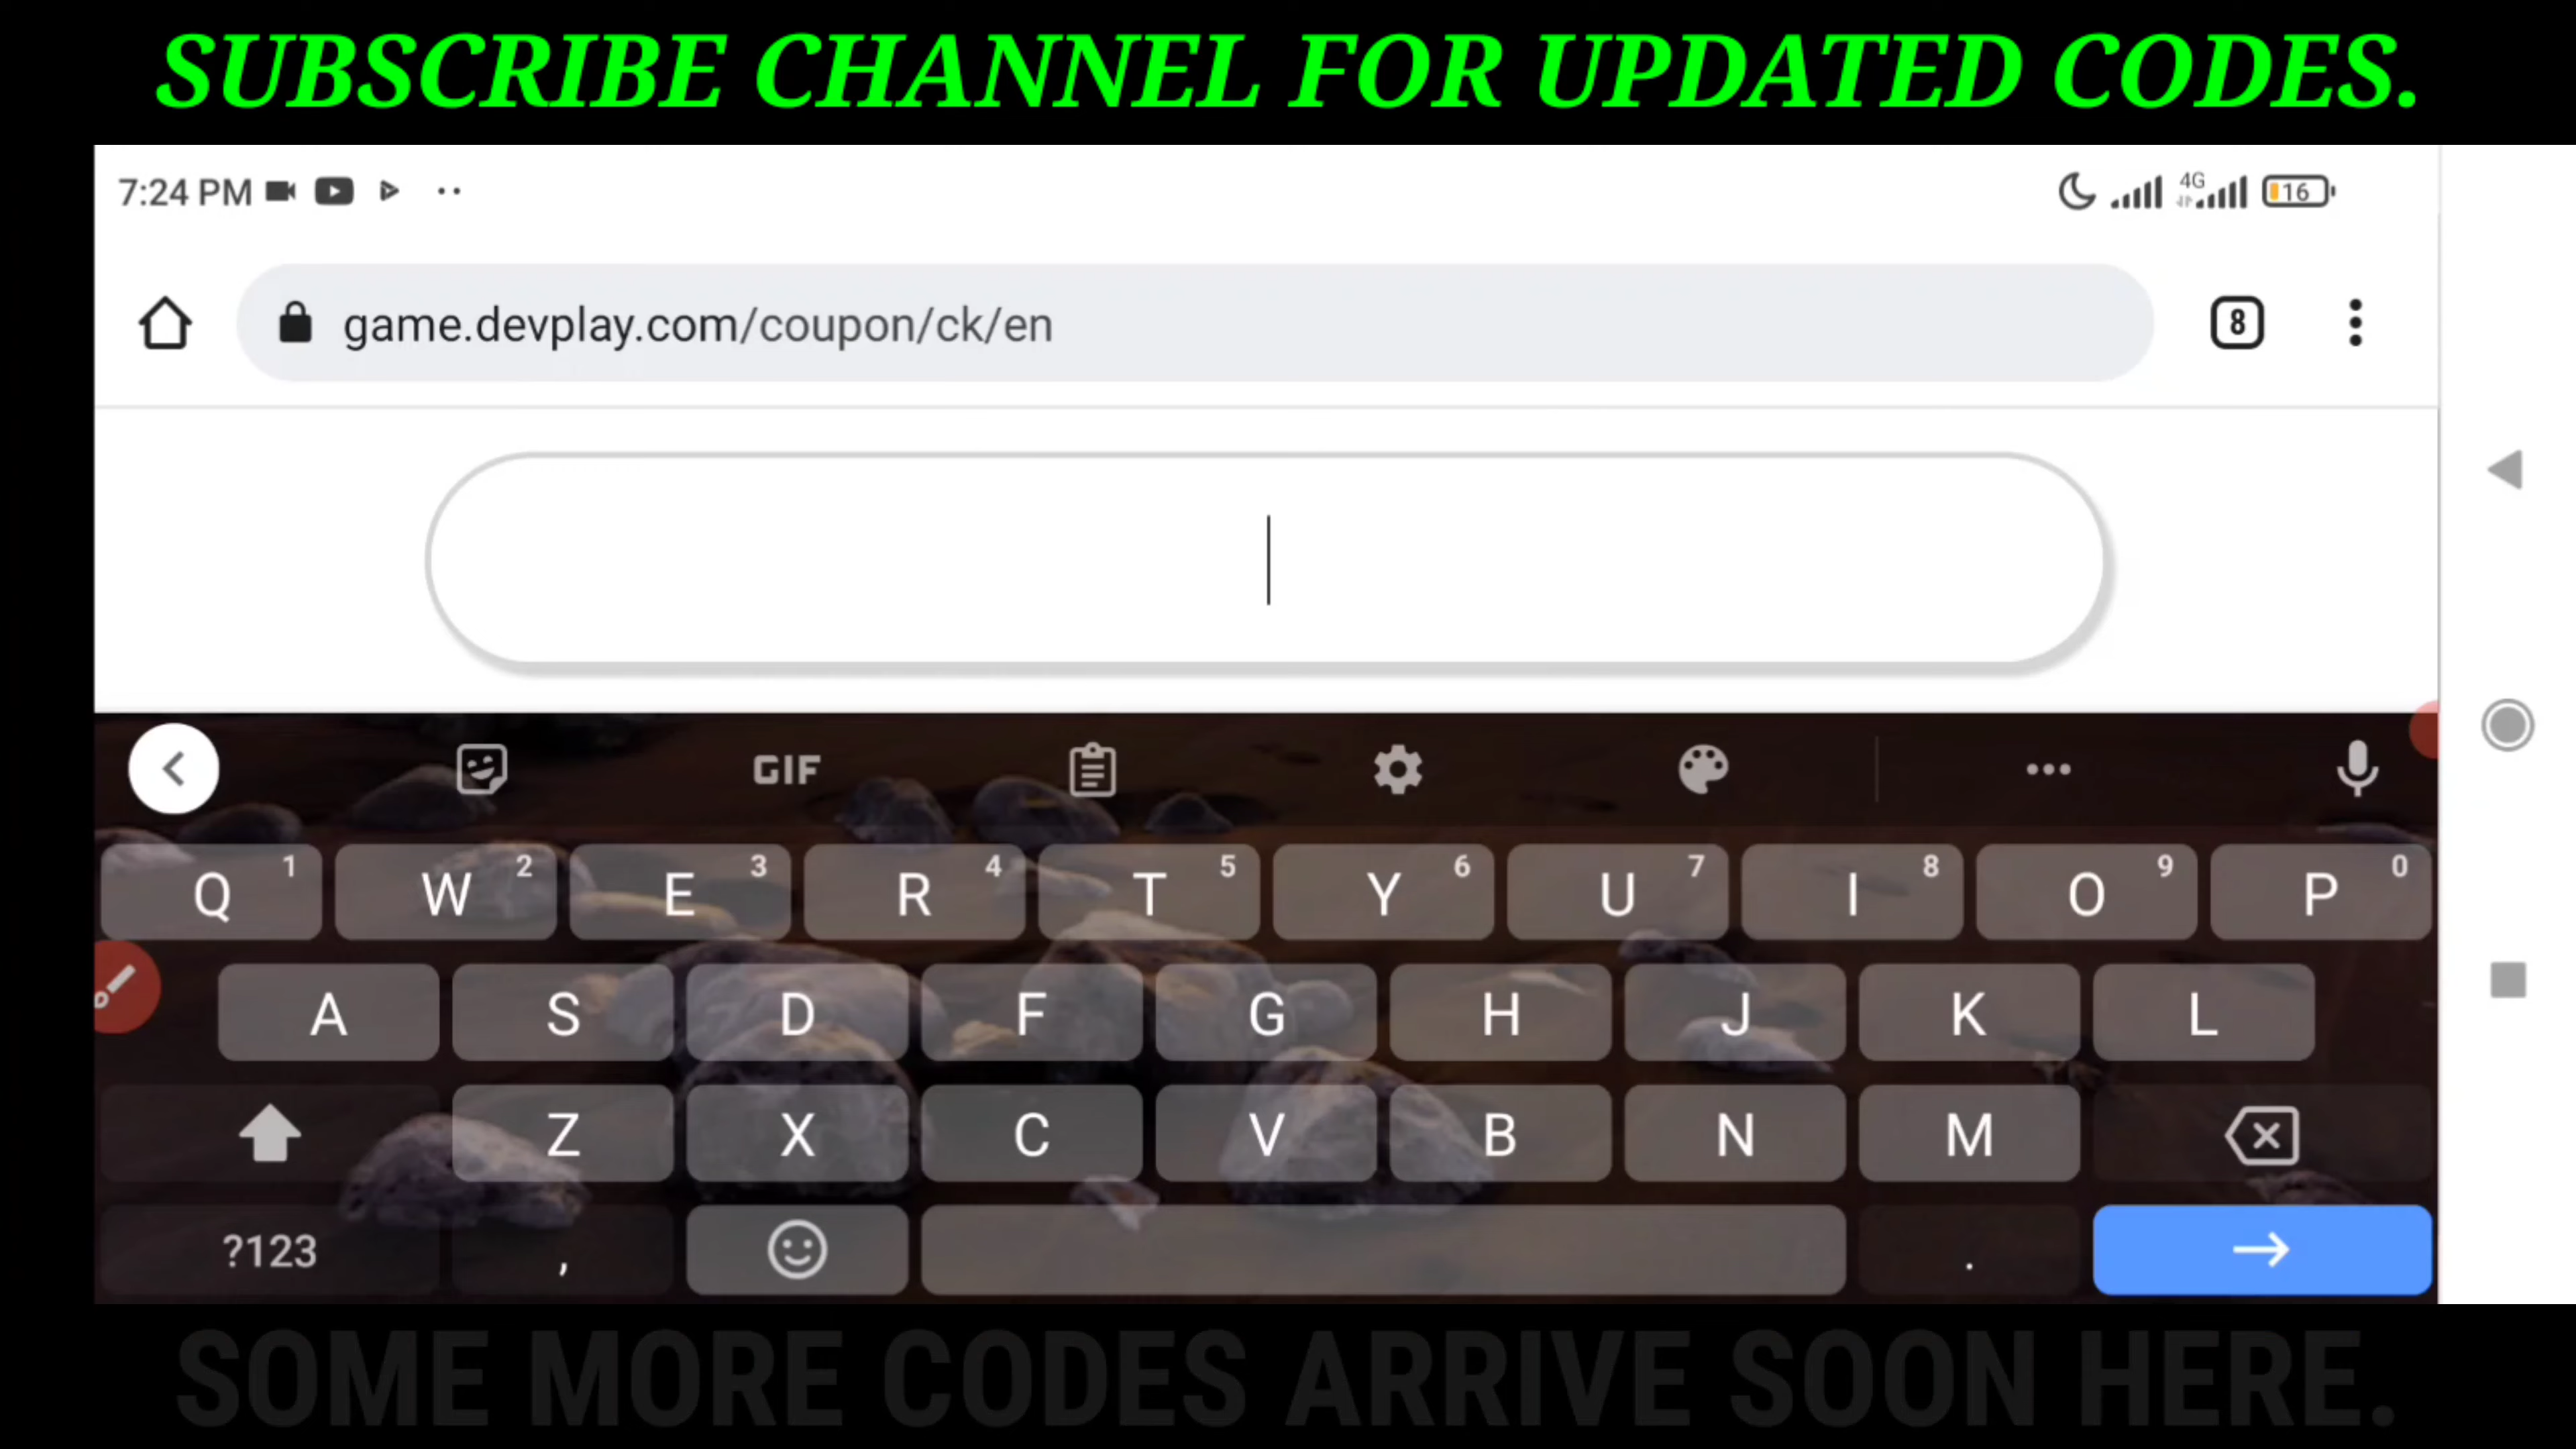 SUBSCRIBE CHANNEL FOR UPDATED CODES.
7:24 PM 4G 16
game.devplay.com/coupon/ck/en 8
GIF
Q 1 W 2 E 3 R 4 T 5 Y 6 U 7 I 8 O 9 P 0
A S D F G H J K L
Z X C V B N M
?123 , .
SOME MORE CODES ARRIVE SOON HERE.